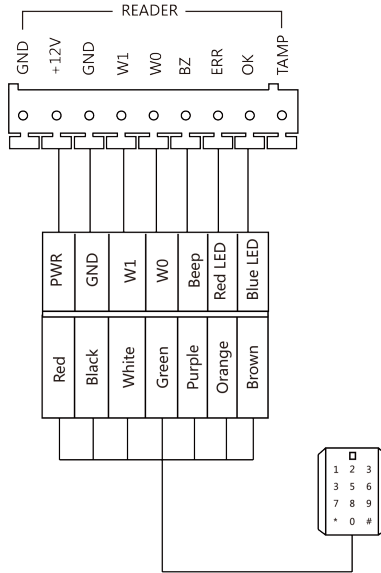 READER
GND +12V GND W1 W0 BZ ERR OK TAMP
PWR GND W1 W0 Beep Red LED Blue LED
Red Black White Green Purple Orange Brown
1 2 3
3 5 6
7 8 9
* 0 #